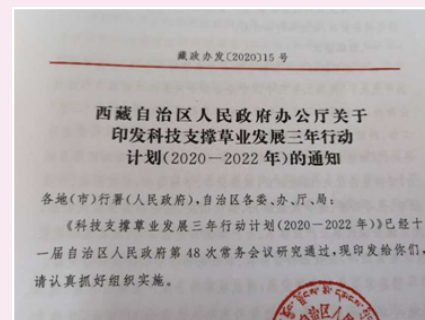 藏政办发〔2020〕15号
西藏自治区人民政府办公厅关于
印发科技支撑草业发展三年行动
计划(2020—2022年)的通知
各地(市)行署(人民政府),自治区各委、办、厅、局:
《科技支撑草业发展三年行动计划(2020—2022年)》已经十
一届自治区人民政府第48次常务会议研究通过,现印发给你们,
请认真抓好组织实施。
自治区人民